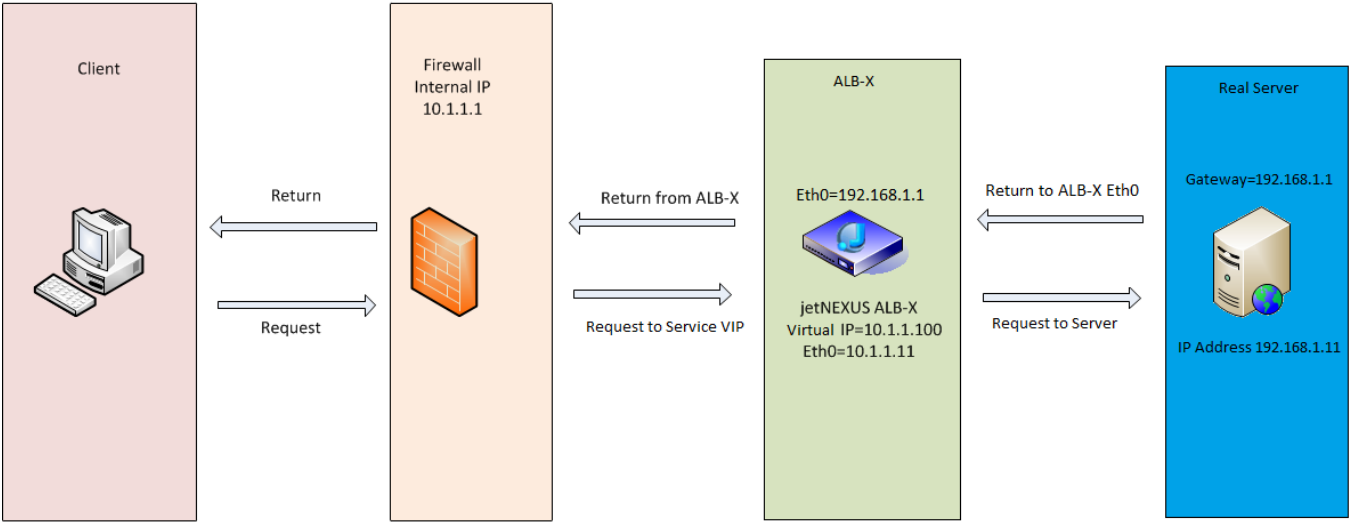 Client
Firewall
Internal IP
10.1.1.1
ALB-X
Real Server
Return
Request
Return from ALB-X
Request to Service VIP
Eth0=192.168.1.1
jetNEXUS ALB-X
Virtual IP=10.1.1.100
Eth0=10.1.1.11
Return to ALB-X Eth0
Request to Server
Gateway=192.168.1.1
IP Address 192.168.1.11